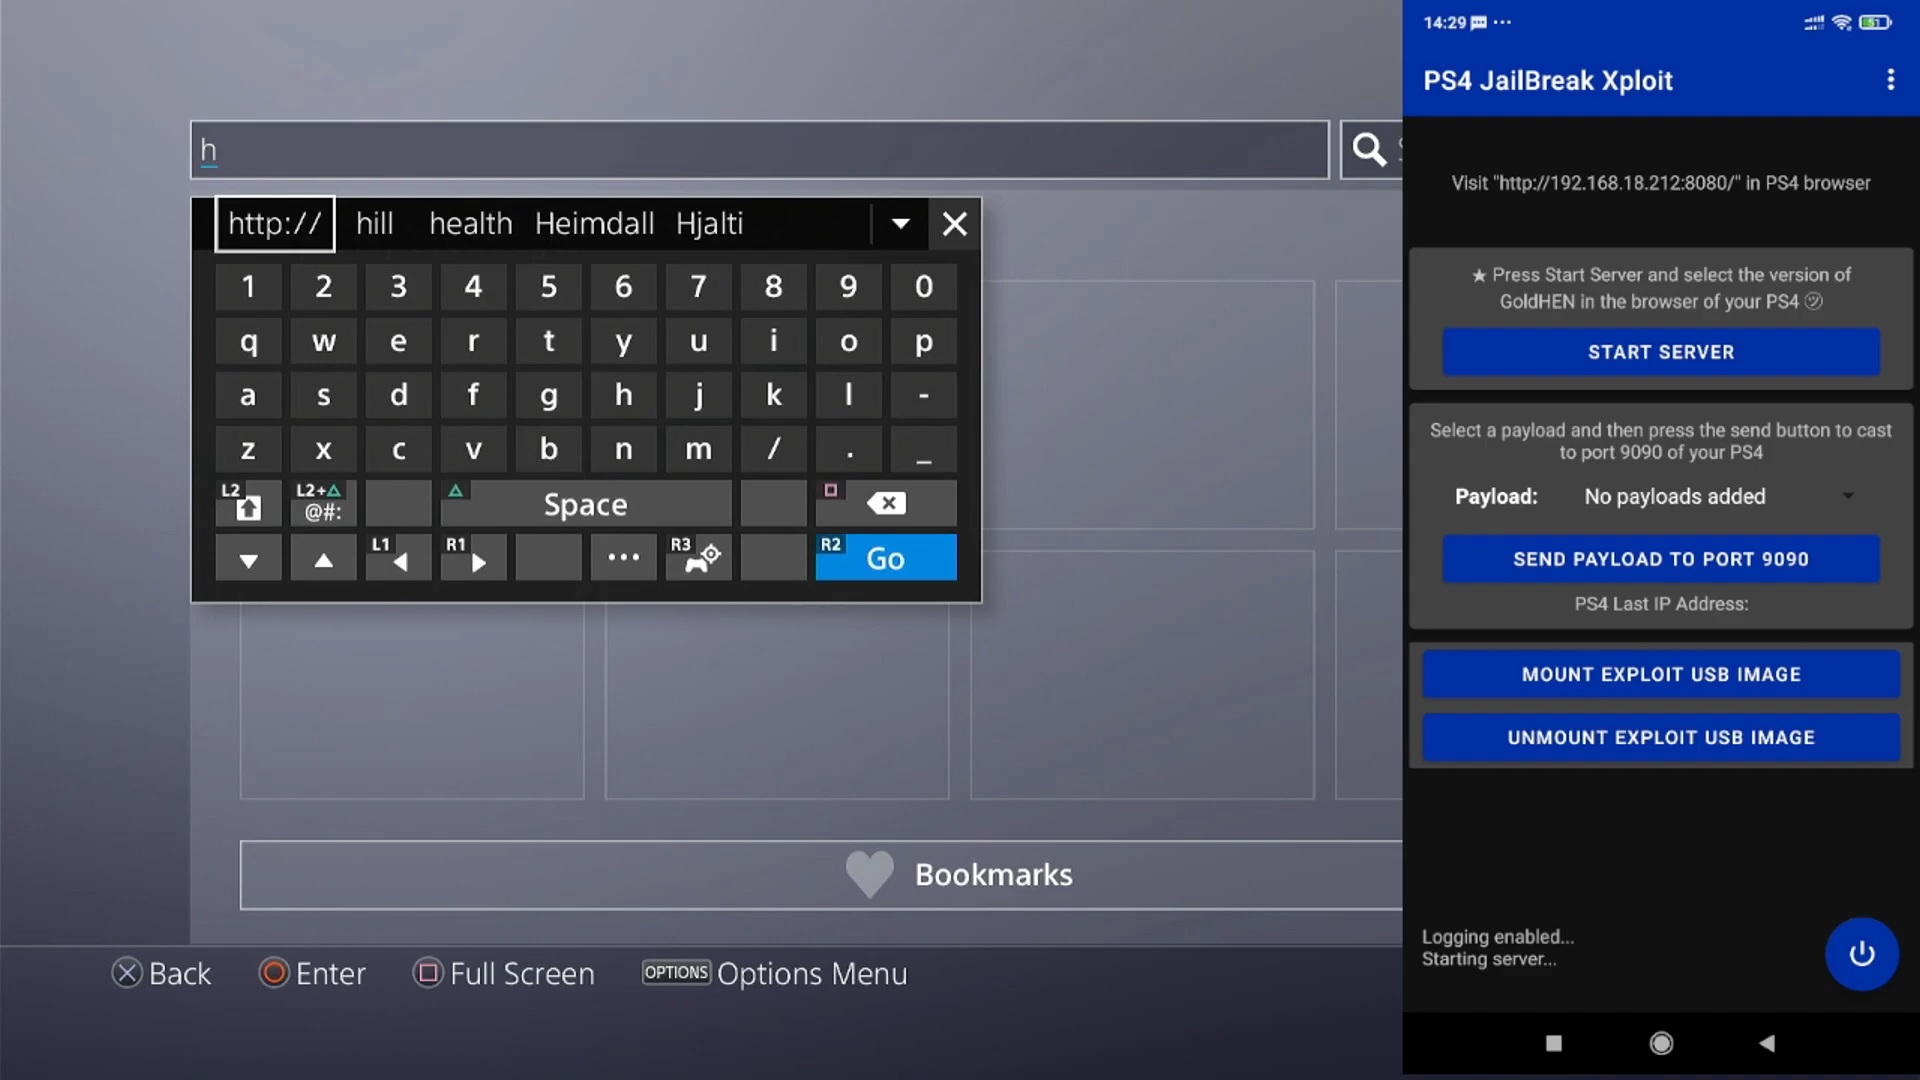 h
http:// hill health Heimdall Hjalti
1 2 3 4 5 6 7 8 9 0
q w e r t y u i o p
a s d f g h j k l -
z x c v b n m / . _
L2 L2+△ @#: △ Space □
L1 R1 ... R3 R2 Go
Bookmarks
Back Enter Full Screen OPTIONS Options Menu
14:29
51
PS4 JailBreak Xploit
Visit "http://192.168.18.212:8080/" in PS4 browser
★ Press Start Server and select the version of
GoldHEN in the browser of your PS4 ㋡
START SERVER
Select a payload and then press the send button to cast
to port 9090 of your PS4
Payload: No payloads added
SEND PAYLOAD TO PORT 9090
PS4 Last IP Address:
MOUNT EXPLOIT USB IMAGE
UNMOUNT EXPLOIT USB IMAGE
Logging enabled...
Starting server...